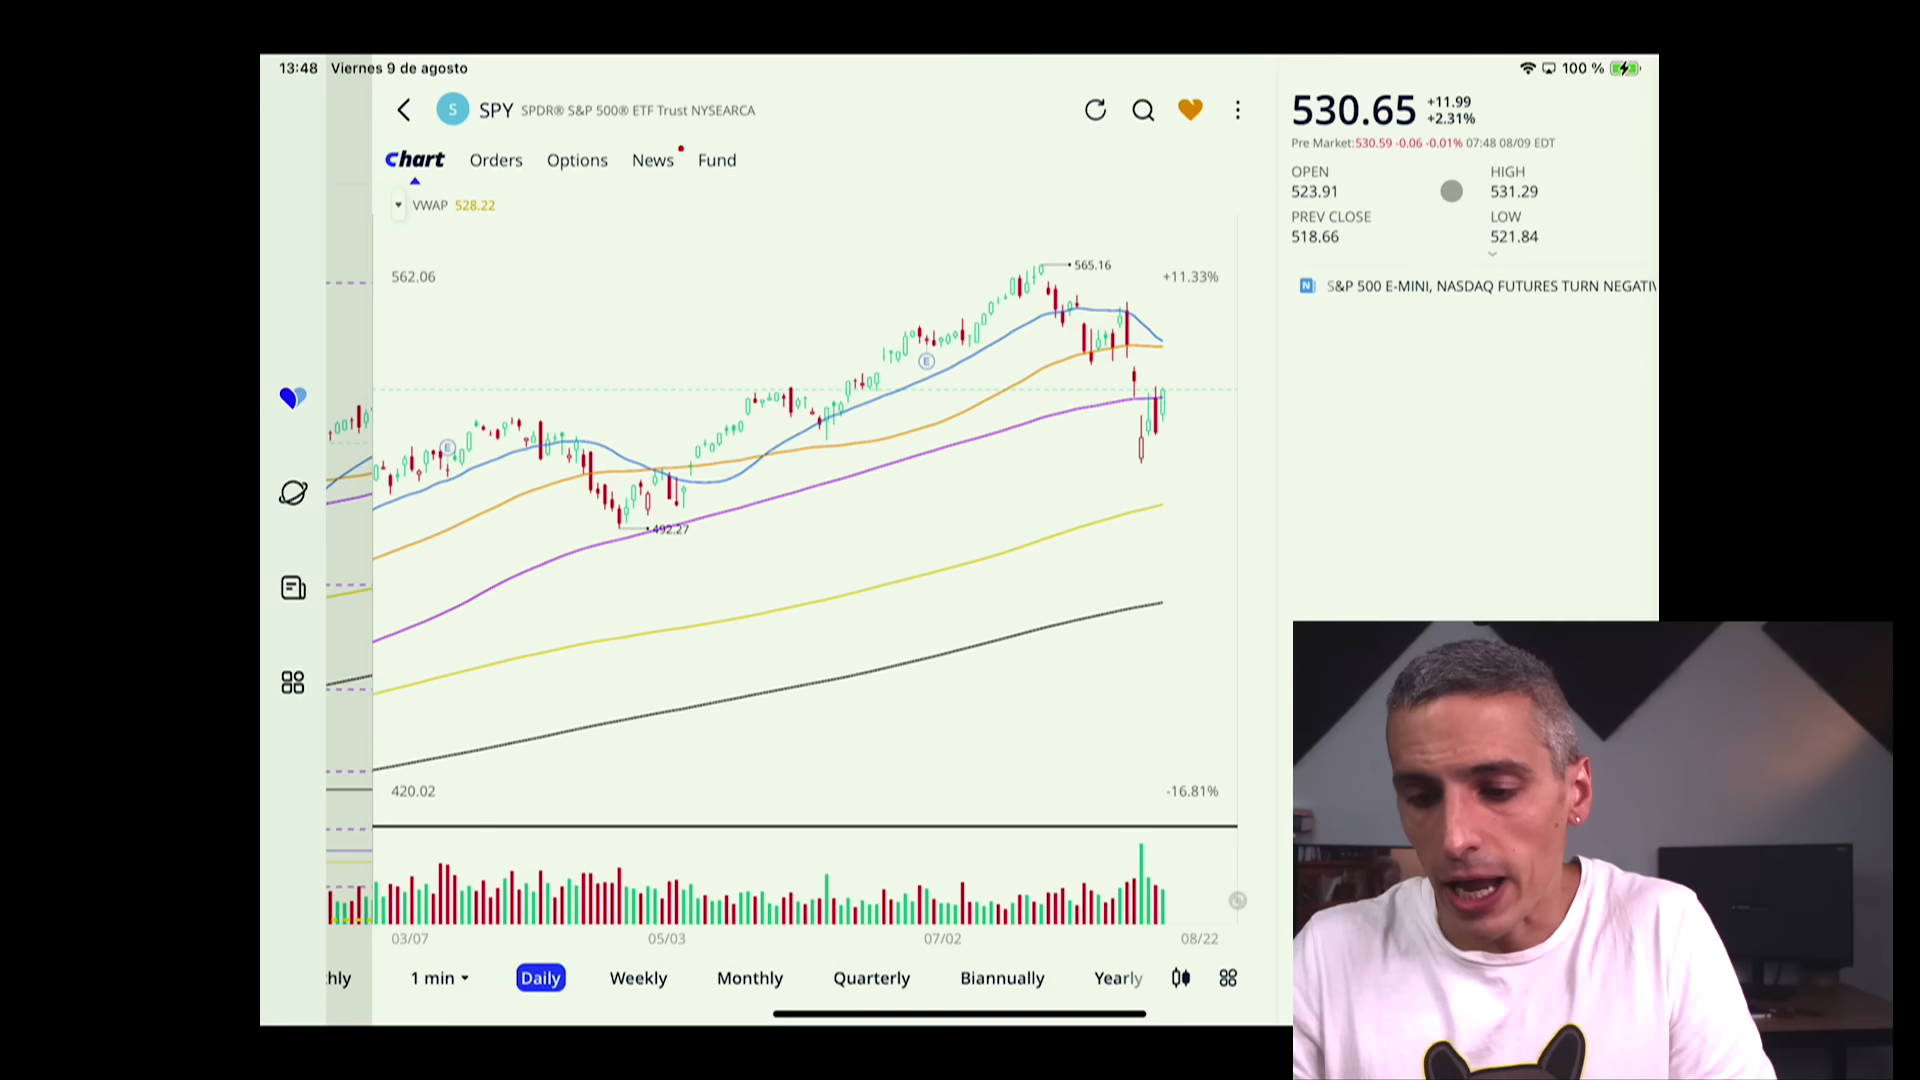 13:48 Viernes 9 de agosto
100 %
S SPY SPDR® S&P 500® ETF Trust NYSEARCA
Chart Orders Options News Fund
VWAP 528.22
562.06
+11.33%
565.16
E
E
492.27
420.02
-16.81%
03/07 05/03 07/02 08/22
hly 1 min Daily Weekly Monthly Quarterly Biannually Yearly
530.65 +11.99
+2.31%
Pre Market:530.59 -0.06 -0.01% 07:48 08/09 EDT
OPEN HIGH
523.91 531.29
PREV CLOSE LOW
518.66 521.84
N S&P 500 E-MINI, NASDAQ FUTURES TURN NEGATIV